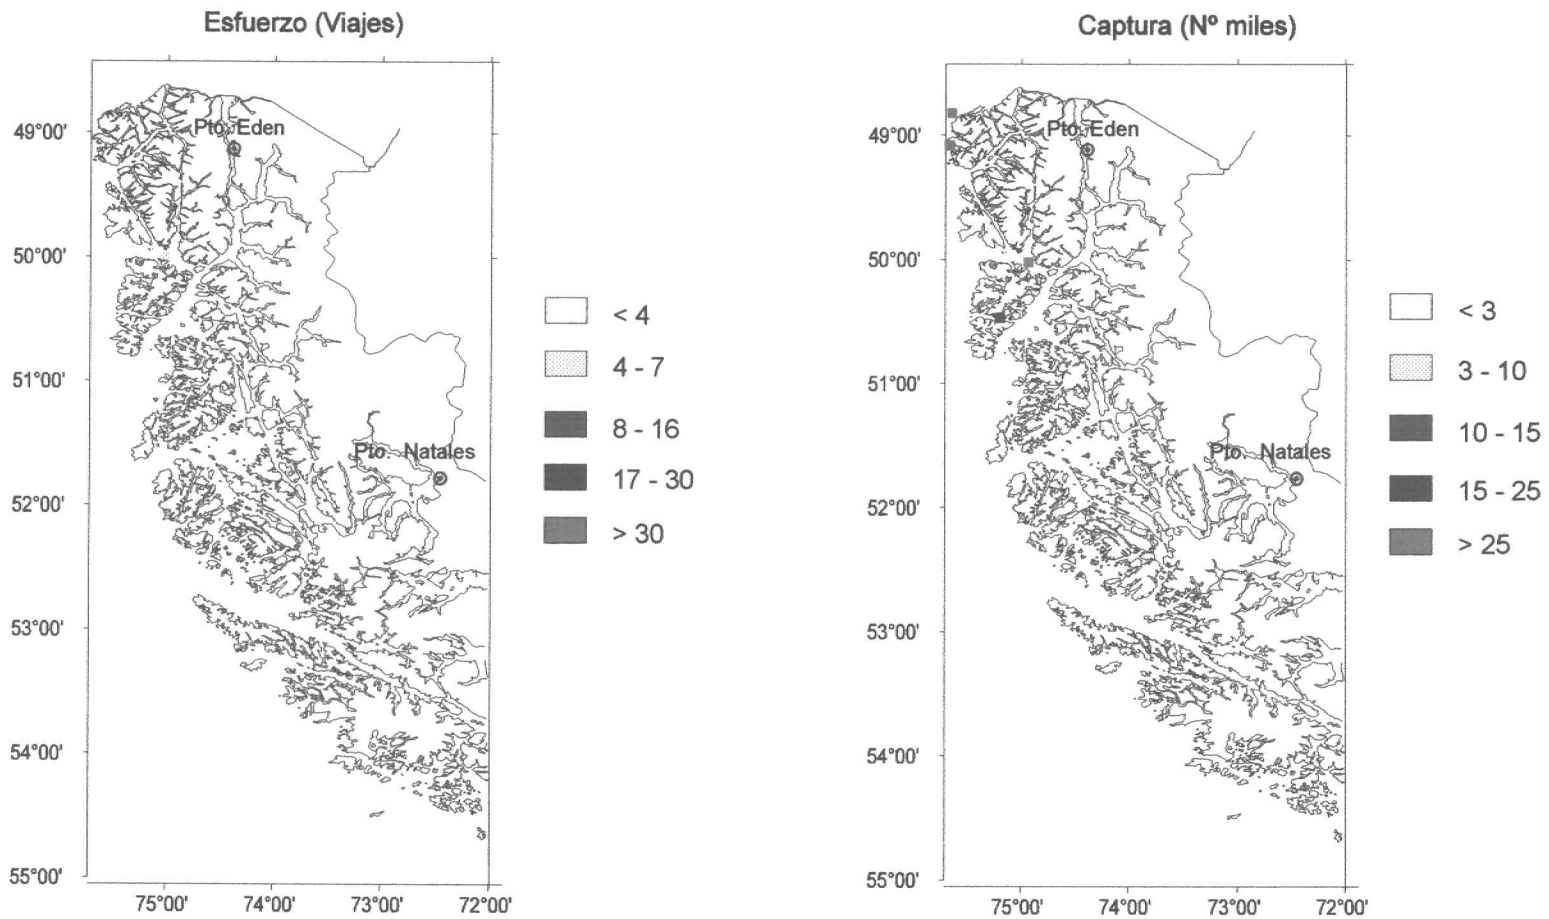 Esfuerzo (Viajes)
49°00'
50°00'
51°00'
52°00'
53°00'
54°00'
55°00'
75°00'
74°00'
73°00'
72°00'
Pto. Eden
Pto. Natales
< 4
4 - 7
8 - 16
17 - 30
> 30
Captura (Nº miles)
49°00'
50°00'
51°00'
52°00'
53°00'
54°00'
55°00'
75°00'
74°00'
73°00'
72°00'
Pto. Eden
Pto. Natales
< 3
3 - 10
10 - 15
15 - 25
> 25